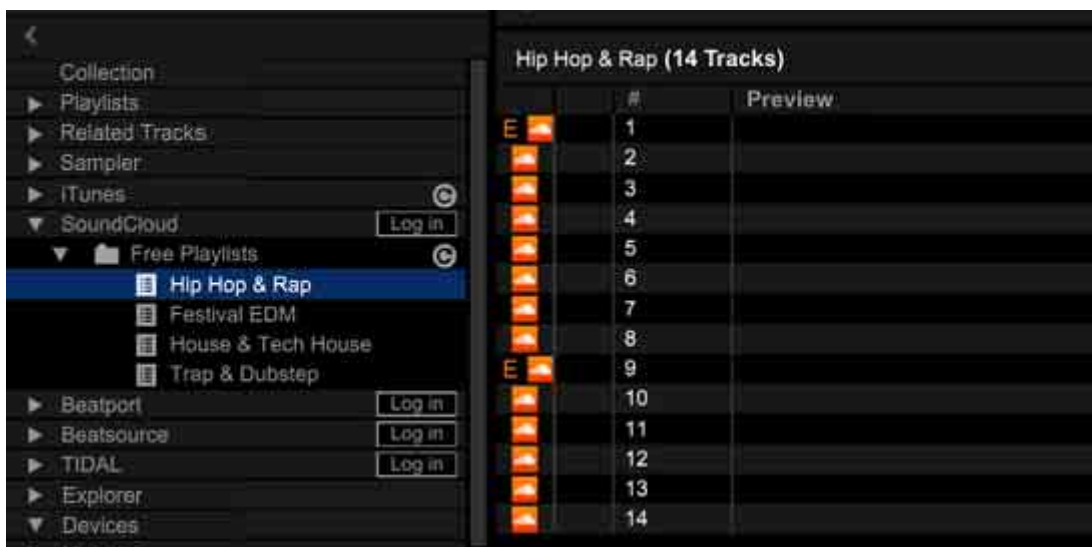 Collection
Playlists
Related Tracks
Sampler
iTunes
SoundCloud Log in
Free Playlists
Hip Hop & Rap
Festival EDM
House & Tech House
Trap & Dubstep
Beatport Log in
Beatsource Log in
TIDAL Log in
Explorer
Devices
Hip Hop & Rap (14 Tracks)
# Preview
E 1
2
3
4
5
6
7
8
E 9
10
11
12
13
14